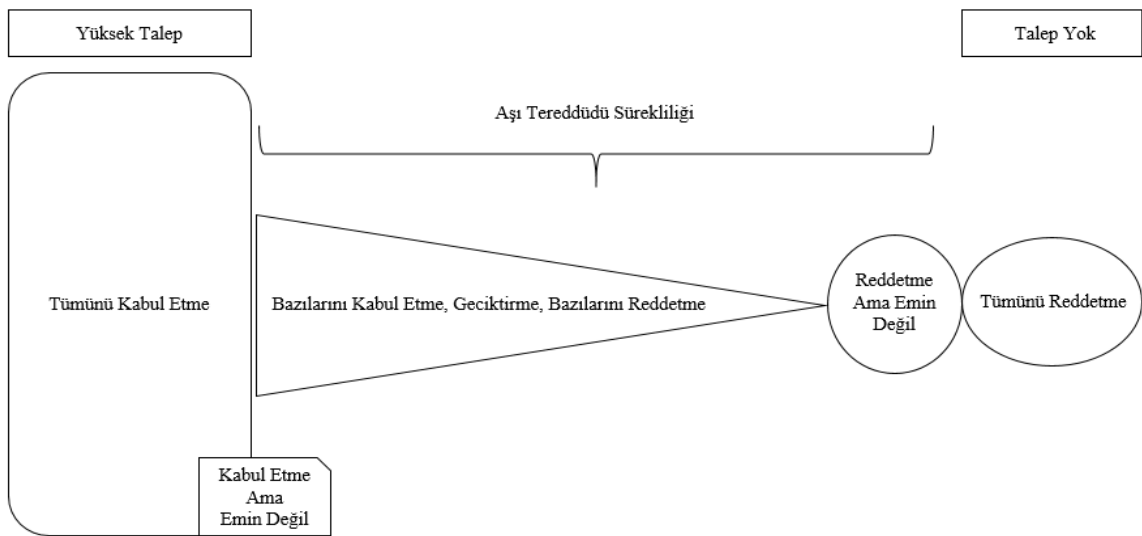 Yüksek Talep
Talep Yok
Aşı Tereddüdü Sürekliliği
Tümünü Kabul Etme
Bazılarını Kabul Etme, Geciktirme, Bazılarını Reddetme
Reddetme
Ama Emin
Değil
Tümünü Reddetme
Kabul Etme
Ama
Emin Değil